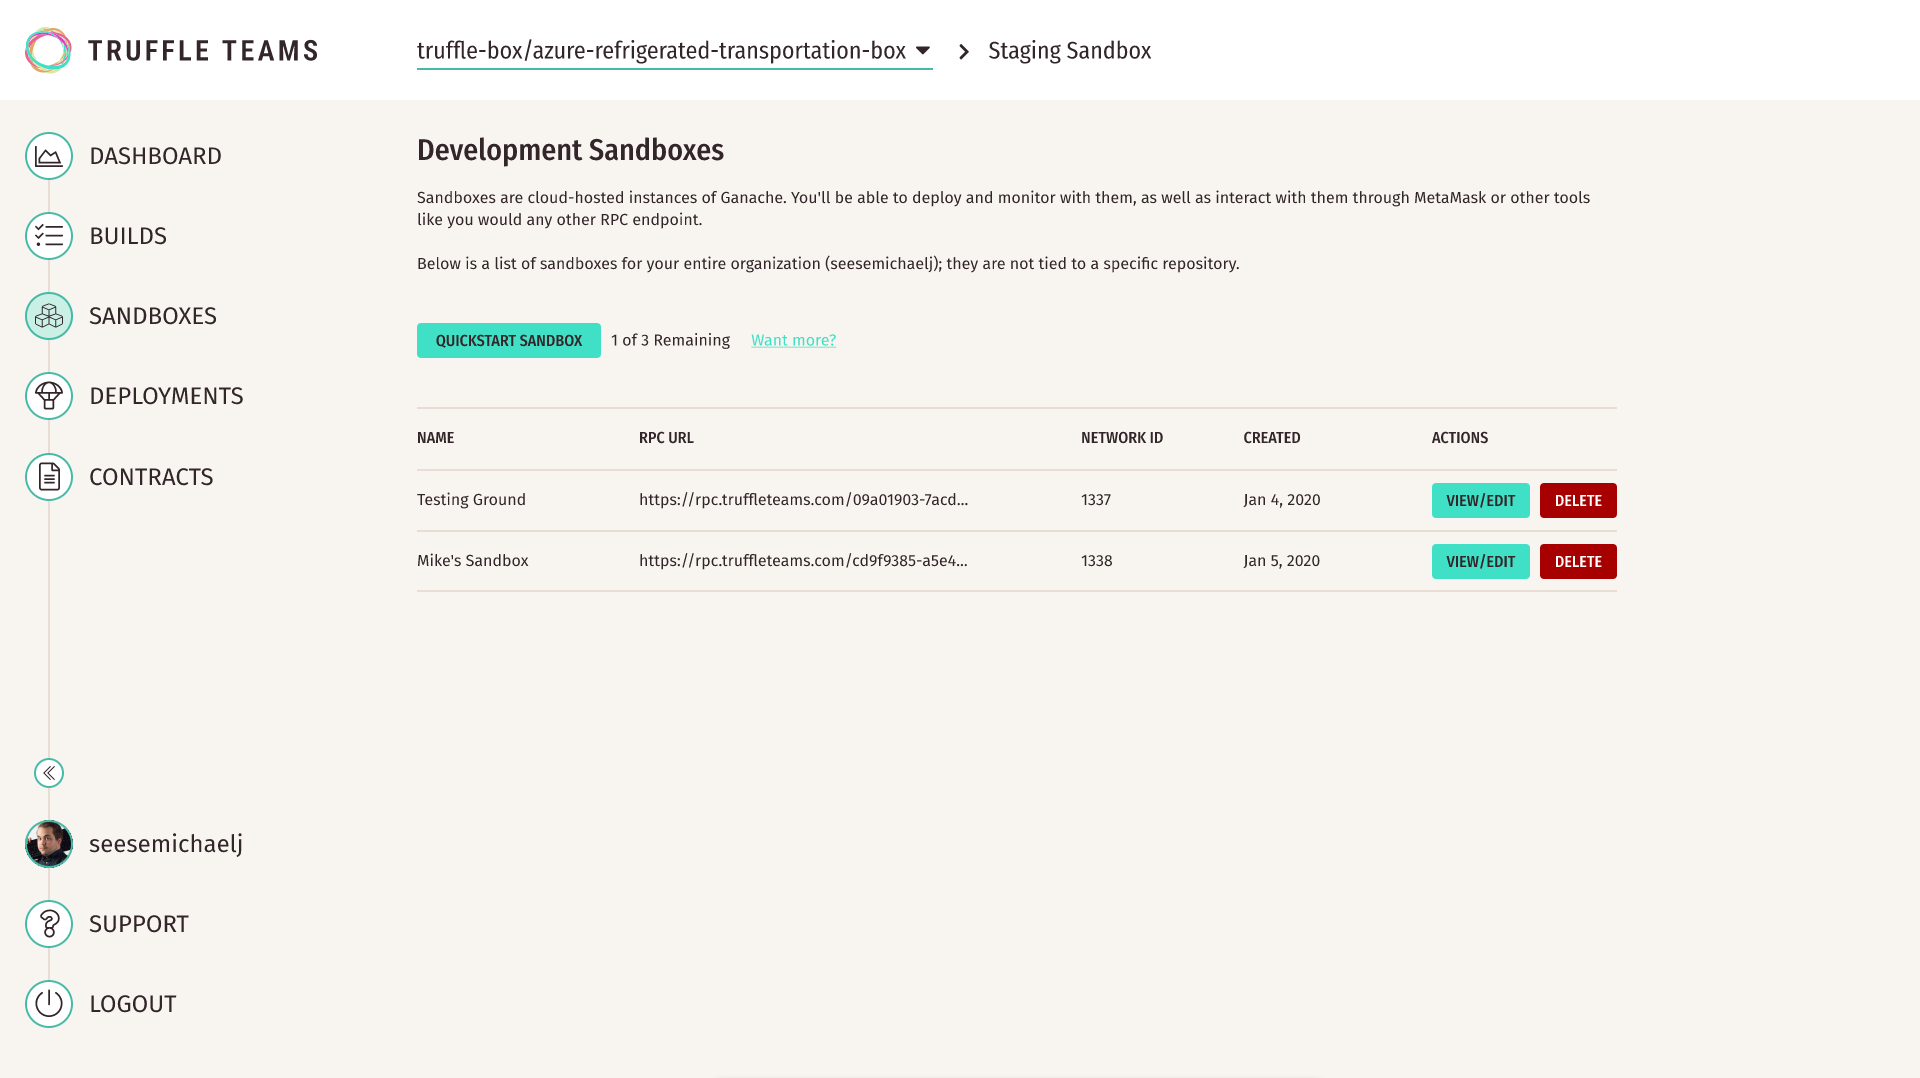 TRUFFLE TEAMS
truffle-box/azure-refrigerated-transportation-box
Staging Sandbox
DASHBOARD
BUILDS
SANDBOXES
DEPLOYMENTS
CONTRACTS
seesemichaelj
SUPPORT
LOGOUT
Development Sandboxes
Sandboxes are cloud-hosted instances of Ganache. You'll be able to deploy and monitor with them, as well as interact with them through MetaMask or other tools
like you would any other RPC endpoint.
Below is a list of sandboxes for your entire organization (seesemichaelj); they are not tied to a specific repository.
QUICKSTART SANDBOX 1 of 3 Remaining Want more?
NAME RPC URL NETWORK ID CREATED ACTIONS
Testing Ground https://rpc.truffleteams.com/09a01903-7acd... 1337 Jan 4, 2020 VIEW/EDIT DELETE
Mike's Sandbox https://rpc.truffleteams.com/cd9f9385-a5e4... 1338 Jan 5, 2020 VIEW/EDIT DELETE